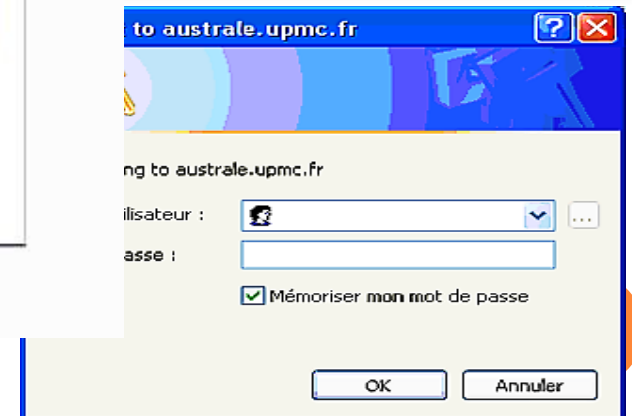 to australe.upmc.fr
ng to australe.upmc.fr
ilisateur :
...
asse :
Mémoriser mon mot de passe
OK
Annuler